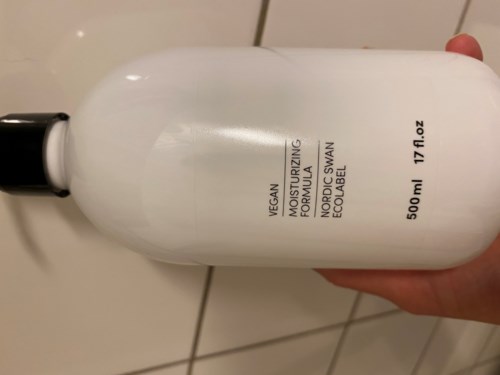 VEGAN
MOISTURIZING
FORMULA
NORDIC SWAN
ECOLABEL
500 ml 17 fl.oz